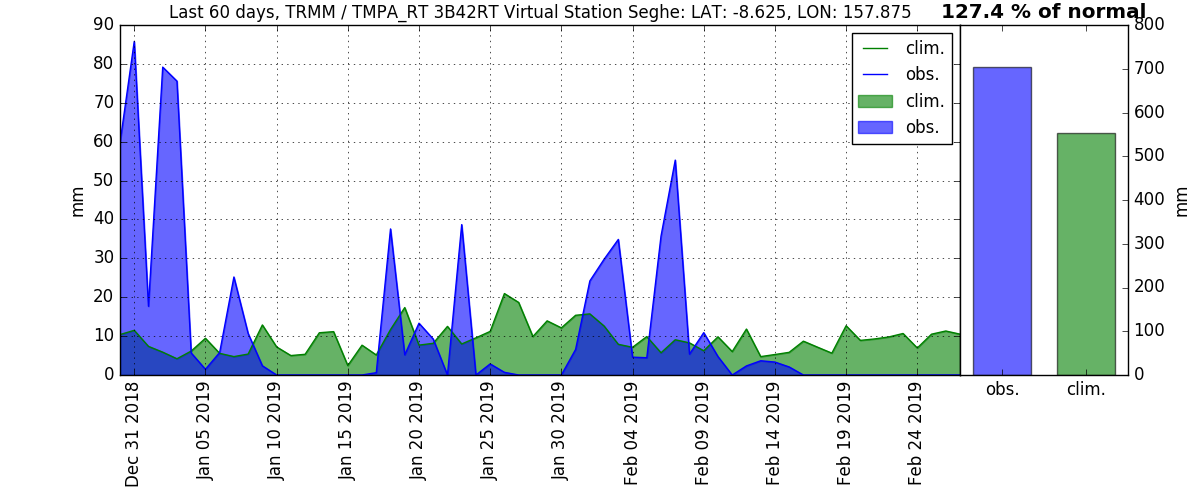 Last 60 days, TRMM / TMPA_RT 3B42RT Virtual Station Seghe: LAT: -8.625, LON: 157.875
127.4 % of normal
90
80
70
60
50
40
30
20
10
0
mm
clim.
obs.
clim.
obs.
Dec 31 2018
Jan 05 2019
Jan 10 2019
Jan 15 2019
Jan 20 2019
Jan 25 2019
Jan 30 2019
Feb 04 2019
Feb 09 2019
Feb 14 2019
Feb 19 2019
Feb 24 2019
800
700
600
500
400
300
200
100
0
mm
obs.
clim.